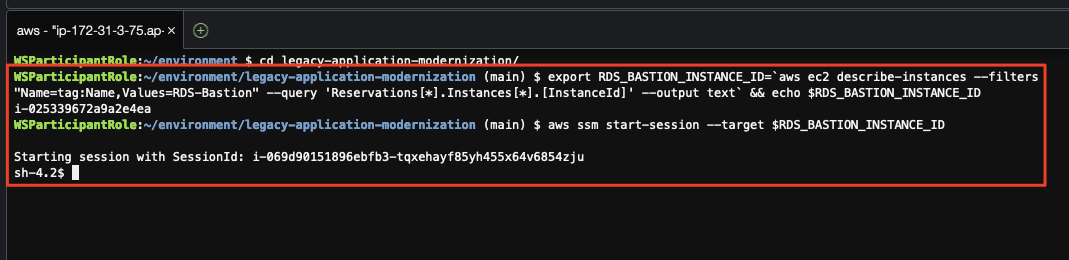 aws - "ip-172-31-3-75.ap- ×
WSParticipantRole:~/environment $ cd legacy-application-modernization/
WSParticipantRole:~/environment/legacy-application-modernization (main) $ export RDS_BASTION_INSTANCE_ID=`aws ec2 describe-instances --filters
"Name=tag:Name,Values=RDS-Bastion" --query 'Reservations[*].Instances[*].[InstanceId]' --output text` && echo $RDS_BASTION_INSTANCE_ID
i-025339672a9a2e4ea
WSParticipantRole:~/environment/legacy-application-modernization (main) $ aws ssm start-session --target $RDS_BASTION_INSTANCE_ID
Starting session with SessionId: i-069d90151896ebfb3-tqxehayf85yh455x64v6854zju
sh-4.2$